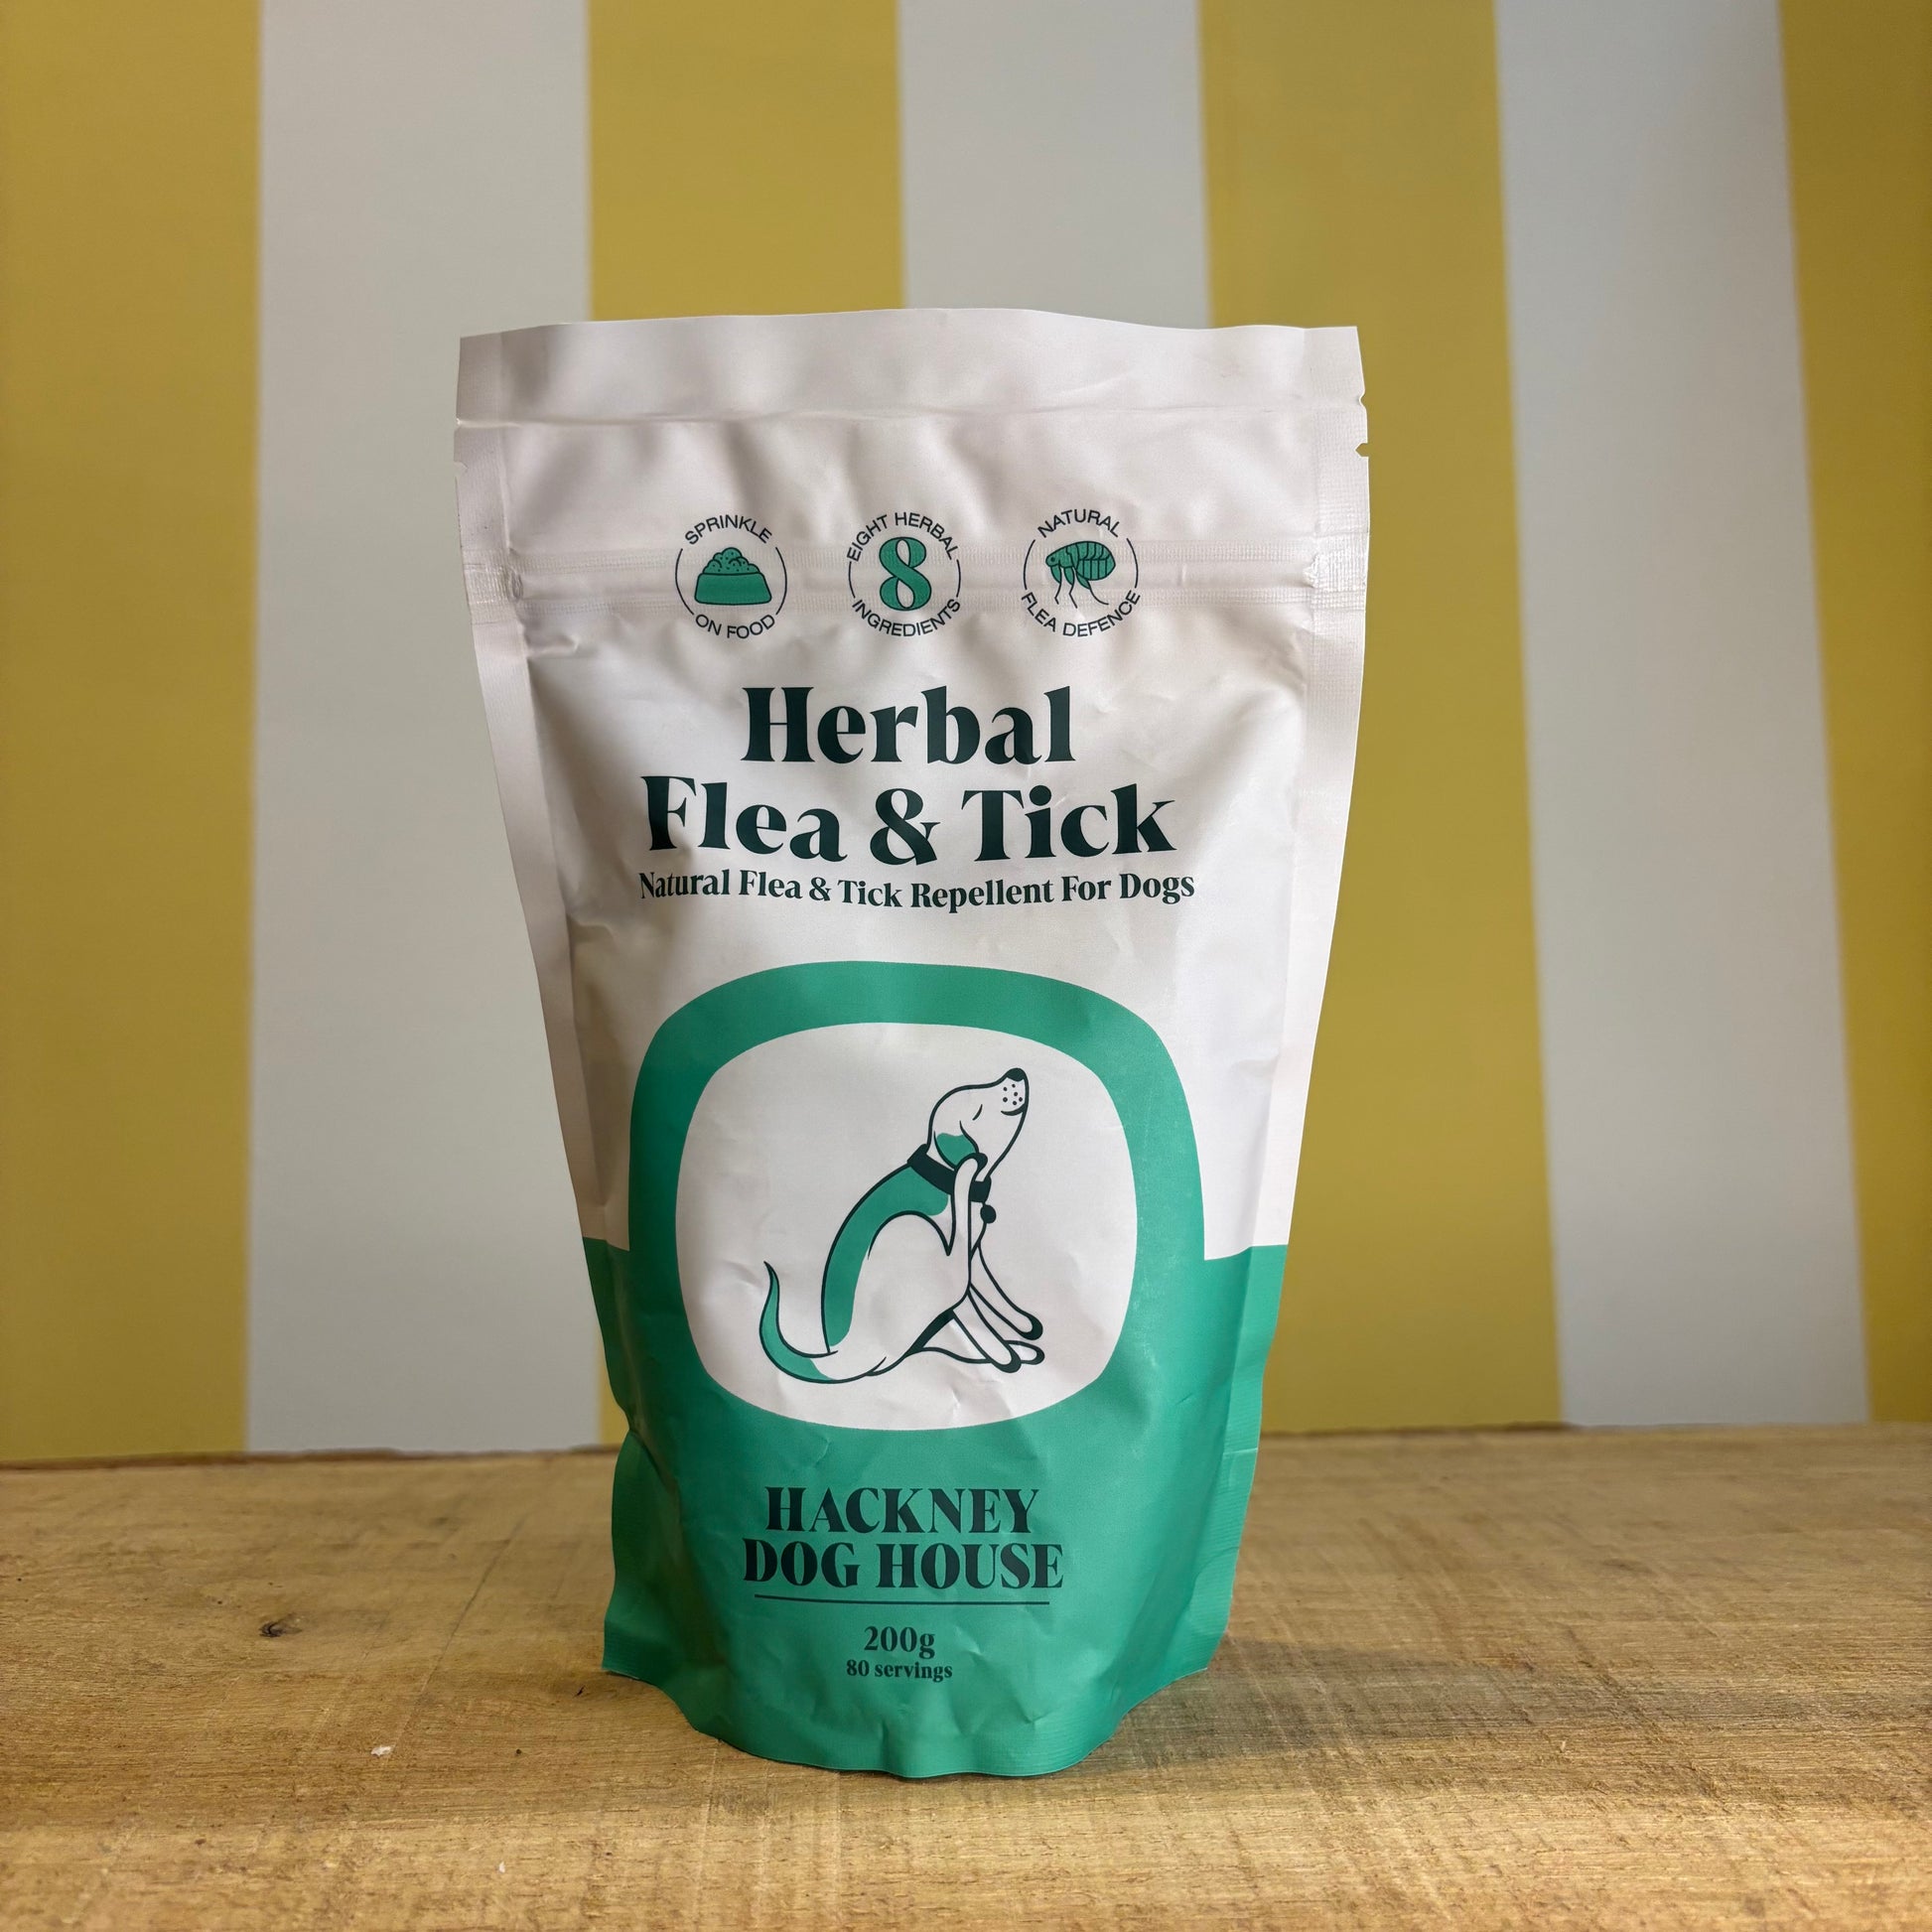 SPRINKLE
ON FOOD
EIGHT HERBAL
8
INGREDIENTS
NATURAL
FLEA DEFENCE
Herbal
Flea & Tick
Natural Flea & Tick Repellent For Dogs
HACKNEY
DOG HOUSE
200g
80 servings